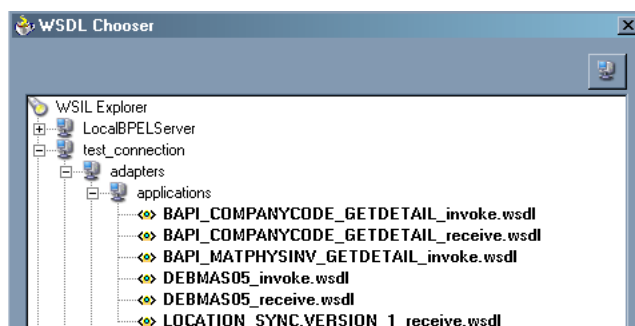 WSDL Chooser
WSIL Explorer
LocalBPELServer
test_connection
adapters
applications
BAPI_COMPANYCODE_GETDETAIL_invoke.wsdl
BAPI_COMPANYCODE_GETDETAIL_receive.wsdl
BAPI_MATPHYSINV_GETDETAIL_invoke.wsdl
DEBMAS05_invoke.wsdl
DEBMAS05_receive.wsdl
LOCATION_SYNC.VERSION_1_receive.wsdl